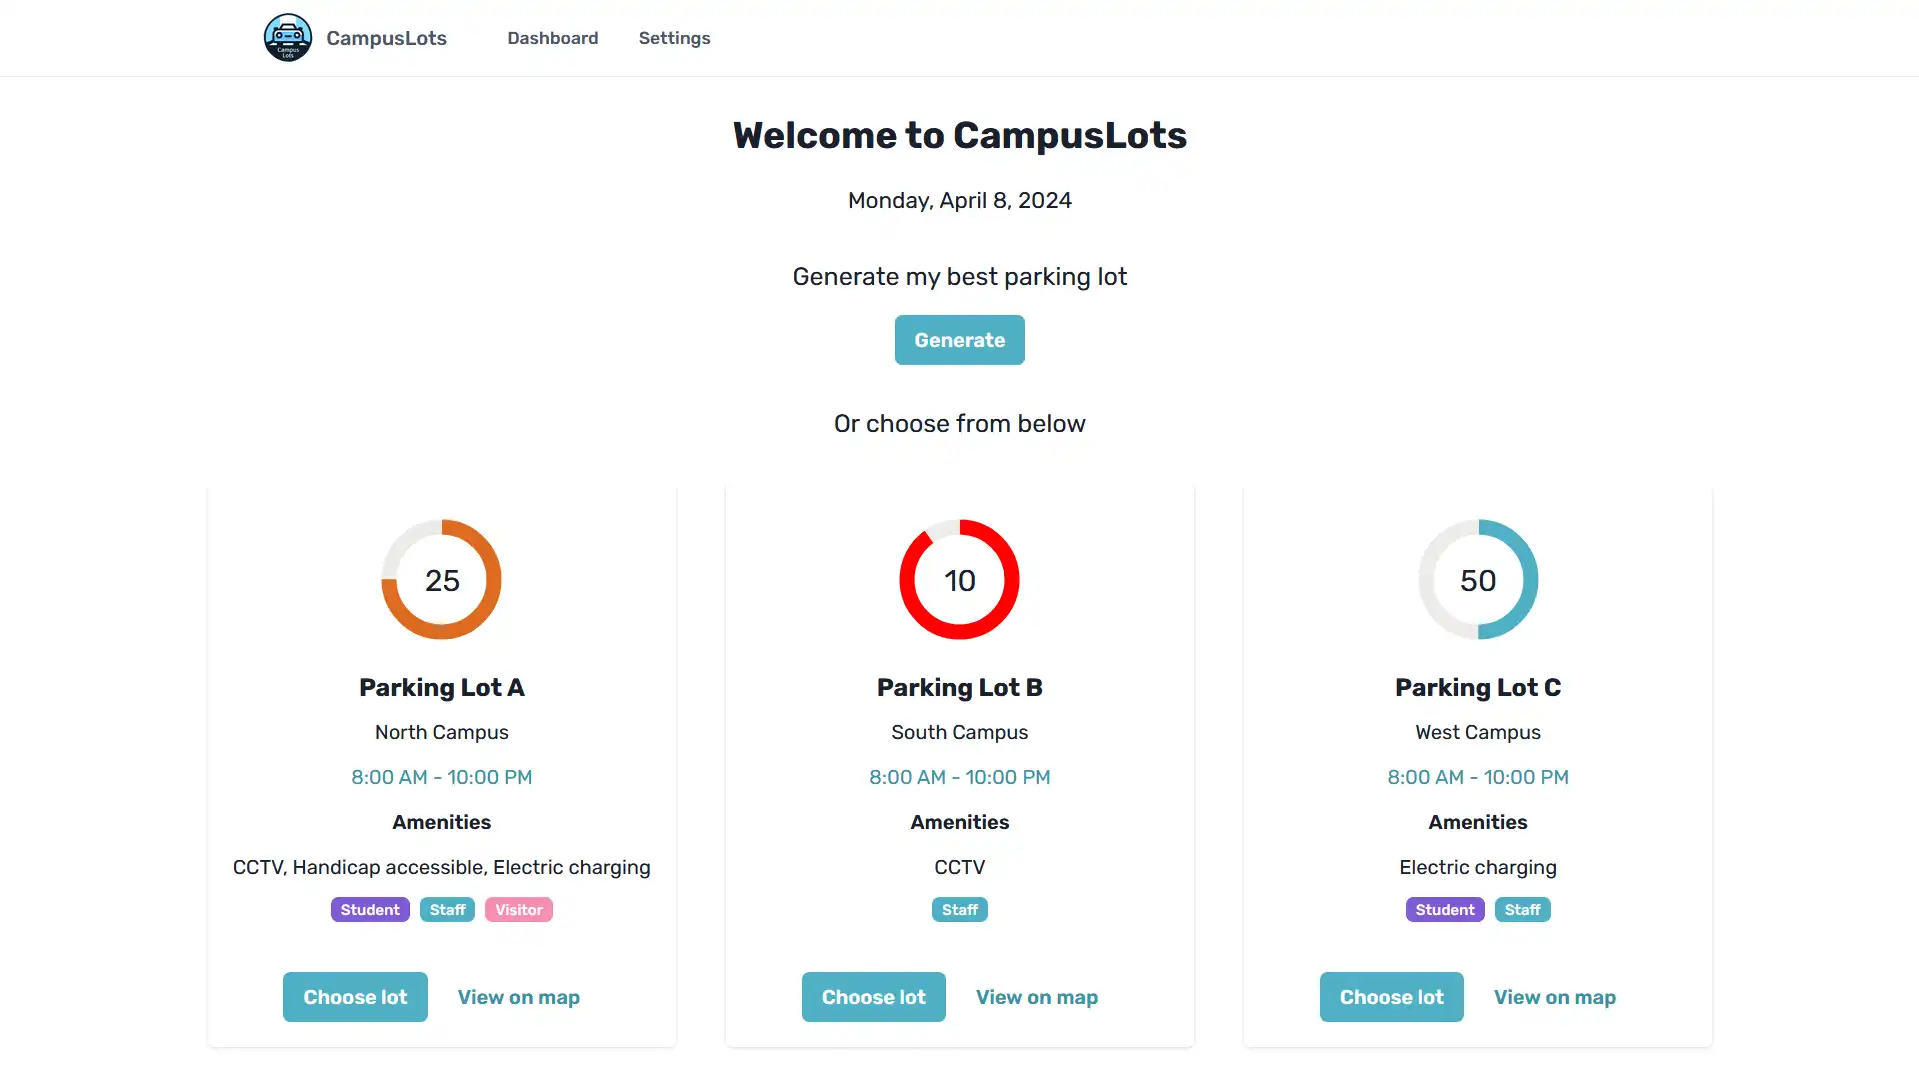 Campus
Lots
CampusLots
Dashboard
Settings
Welcome to CampusLots
Monday, April 8, 2024
Generate my best parking lot
Generate
Or choose from below
25
Parking Lot A
North Campus
8:00 AM - 10:00 PM
Amenities
CCTV, Handicap accessible, Electric charging
Student Staff Visitor
Choose lot View on map
10
Parking Lot B
South Campus
8:00 AM - 10:00 PM
Amenities
CCTV
Staff
Choose lot View on map
50
Parking Lot C
West Campus
8:00 AM - 10:00 PM
Amenities
Electric charging
Student Staff
Choose lot View on map